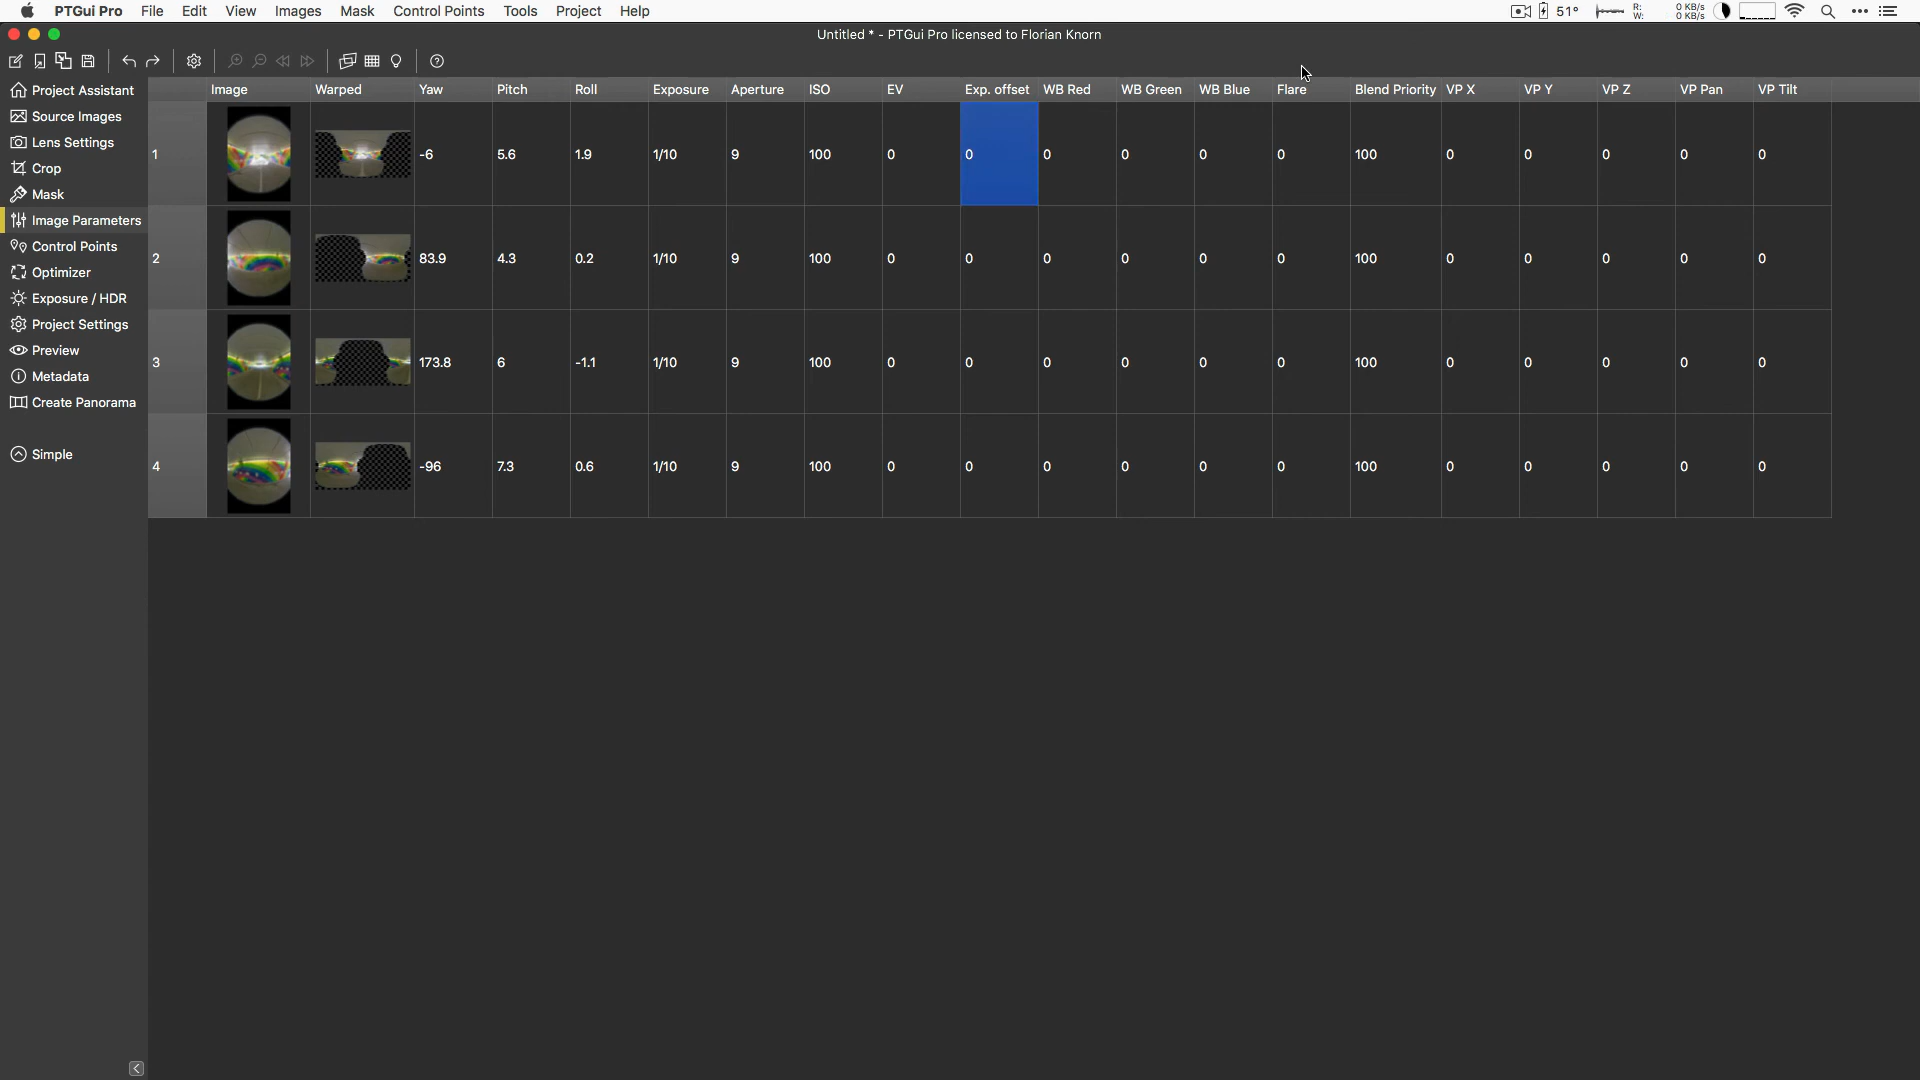 PTGui Pro File Edit View Images Mask Control Points Tools Project Help 51° R: W: 0 KB/s 0 KB/s
Untitled * - PTGui Pro licensed to Florian Knorn
Project Assistant
Source Images
Lens Settings
Crop
Mask
Image Parameters
Control Points
Optimizer
Exposure / HDR
Project Settings
Preview
Metadata
Create Panorama
Simple
Image Warped Yaw Pitch Roll Exposure Aperture ISO EV Exp. offset WB Red WB Green WB Blue Flare Blend Priority VP X VP Y VP Z VP Pan VP Tilt
1 -6 5.6 1.9 1/10 9 100 0 0 0 0 0 0 100 0 0 0 0 0
2 83.9 4.3 0.2 1/10 9 100 0 0 0 0 0 0 100 0 0 0 0 0
3 173.8 6 -1.1 1/10 9 100 0 0 0 0 0 0 100 0 0 0 0 0
4 -96 7.3 0.6 1/10 9 100 0 0 0 0 0 0 100 0 0 0 0 0